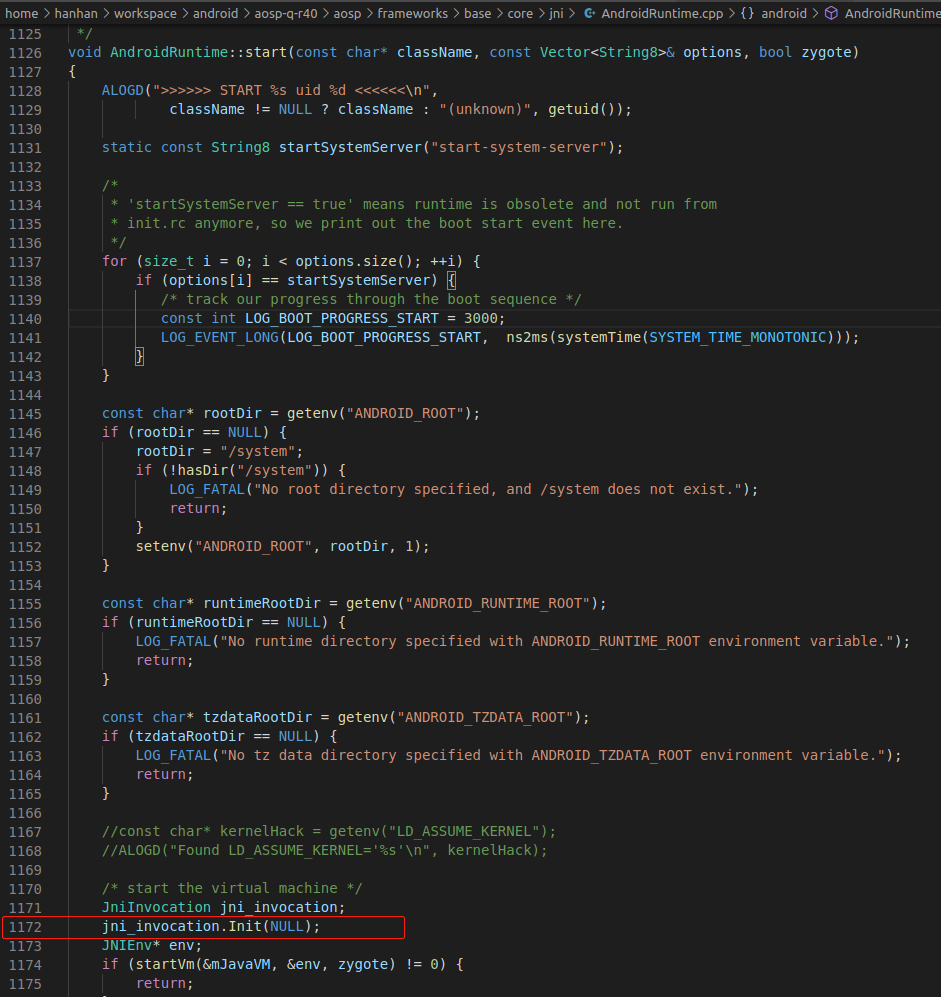 home > hanhan > workspace > android > aosp-q-r40 > aosp > frameworks > base > core > jni > AndroidRuntime.cpp > {} android > AndroidRuntime
1125 */
1126 void AndroidRuntime::start(const char* className, const Vector<String8>& options, bool zygote)
1127 {
1128 ALOGD(">>>>>> START %s uid %d <<<<<<\n",
1129 className != NULL ? className : "(unknown)", getuid());
1130
1131 static const String8 startSystemServer("start-system-server");
1132
1133 /*
1134 * 'startSystemServer == true' means runtime is obsolete and not run from
1135 * init.rc anymore, so we print out the boot start event here.
1136 */
1137 for (size_t i = 0; i < options.size(); ++i) {
1138 if (options[i] == startSystemServer) {
1139 /* track our progress through the boot sequence */
1140 const int LOG_BOOT_PROGRESS_START = 3000;
1141 LOG_EVENT_LONG(LOG_BOOT_PROGRESS_START, ns2ms(systemTime(SYSTEM_TIME_MONOTONIC)));
1142 }
1143 }
1144
1145 const char* rootDir = getenv("ANDROID_ROOT");
1146 if (rootDir == NULL) {
1147 rootDir = "/system";
1148 if (!hasDir("/system")) {
1149 LOG_FATAL("No root directory specified, and /system does not exist.");
1150 return;
1151 }
1152 setenv("ANDROID_ROOT", rootDir, 1);
1153 }
1154
1155 const char* runtimeRootDir = getenv("ANDROID_RUNTIME_ROOT");
1156 if (runtimeRootDir == NULL) {
1157 LOG_FATAL("No runtime directory specified with ANDROID_RUNTIME_ROOT environment variable.");
1158 return;
1159 }
1160
1161 const char* tzdataRootDir = getenv("ANDROID_TZDATA_ROOT");
1162 if (tzdataRootDir == NULL) {
1163 LOG_FATAL("No tz data directory specified with ANDROID_TZDATA_ROOT environment variable.");
1164 return;
1165 }
1166
1167 //const char* kernelHack = getenv("LD_ASSUME_KERNEL");
1168 //ALOGD("Found LD_ASSUME_KERNEL='%s'\n", kernelHack);
1169
1170 /* start the virtual machine */
1171 JniInvocation jni_invocation;
1172 jni_invocation.Init(NULL);
1173 JNIEnv* env;
1174 if (startVm(&mJavaVM, &env, zygote) != 0) {
1175 return;